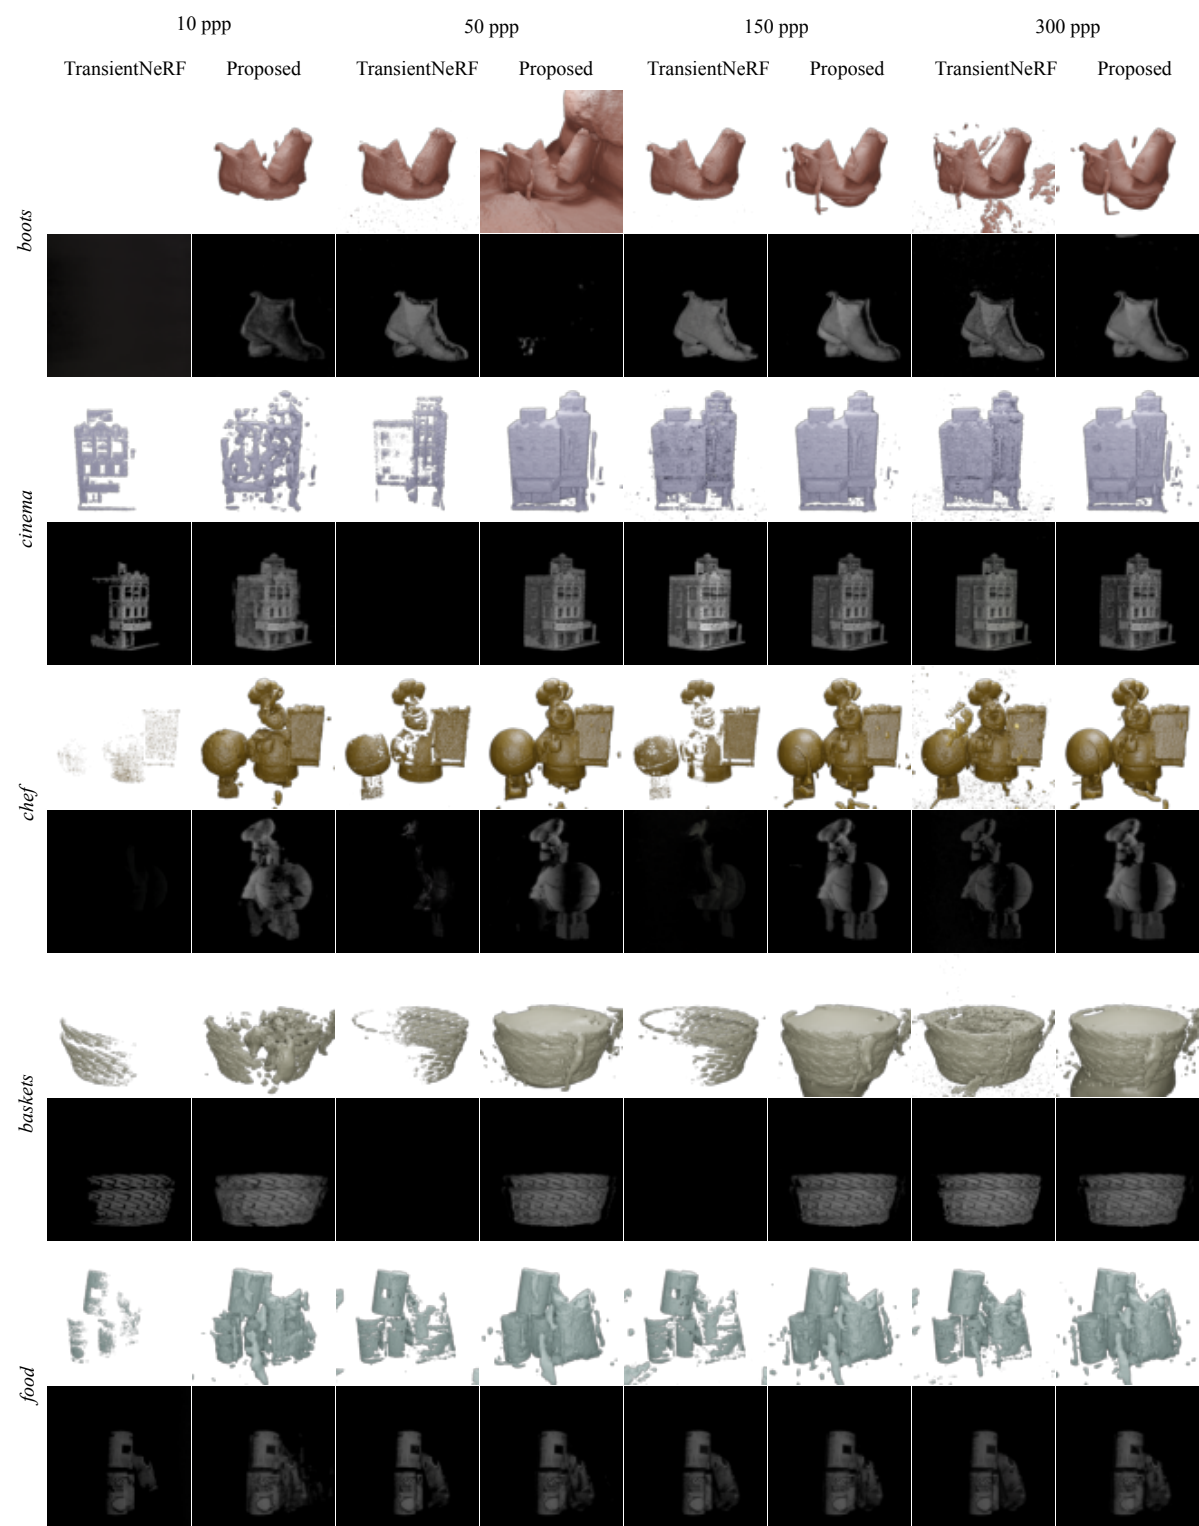 10 ppp 50 ppp 150 ppp 300 ppp
TransientNeRF Proposed TransientNeRF Proposed TransientNeRF Proposed TransientNeRF Proposed
boots
cinema
chef
baskets
food